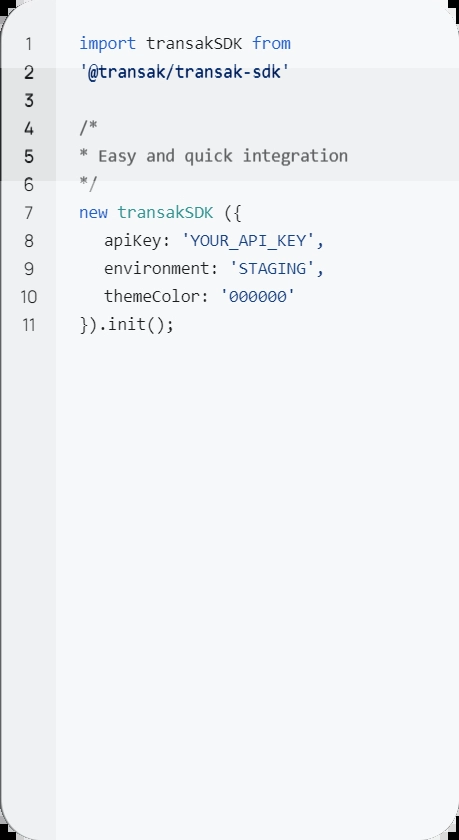 1 import transakSDK from
2 '@transak/transak-sdk'
3
4 /*
5 * Easy and quick integration
6 */
7 new transakSDK ({
8 apiKey: 'YOUR_API_KEY',
9 environment: 'STAGING',
10 themeColor: '000000'
11 }).init();